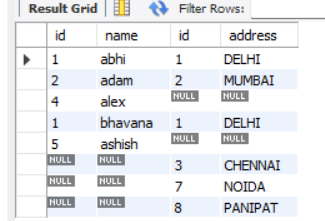 Result Grid Filter Rows:
id name id address
1 abhi 1 DELHI
2 adam 2 MUMBAI
4 alex NULL NULL
1 bhavana 1 DELHI
5 ashish NULL NULL
NULL NULL 3 CHENNAI
NULL NULL 7 NOIDA
NULL NULL 8 PANIPAT